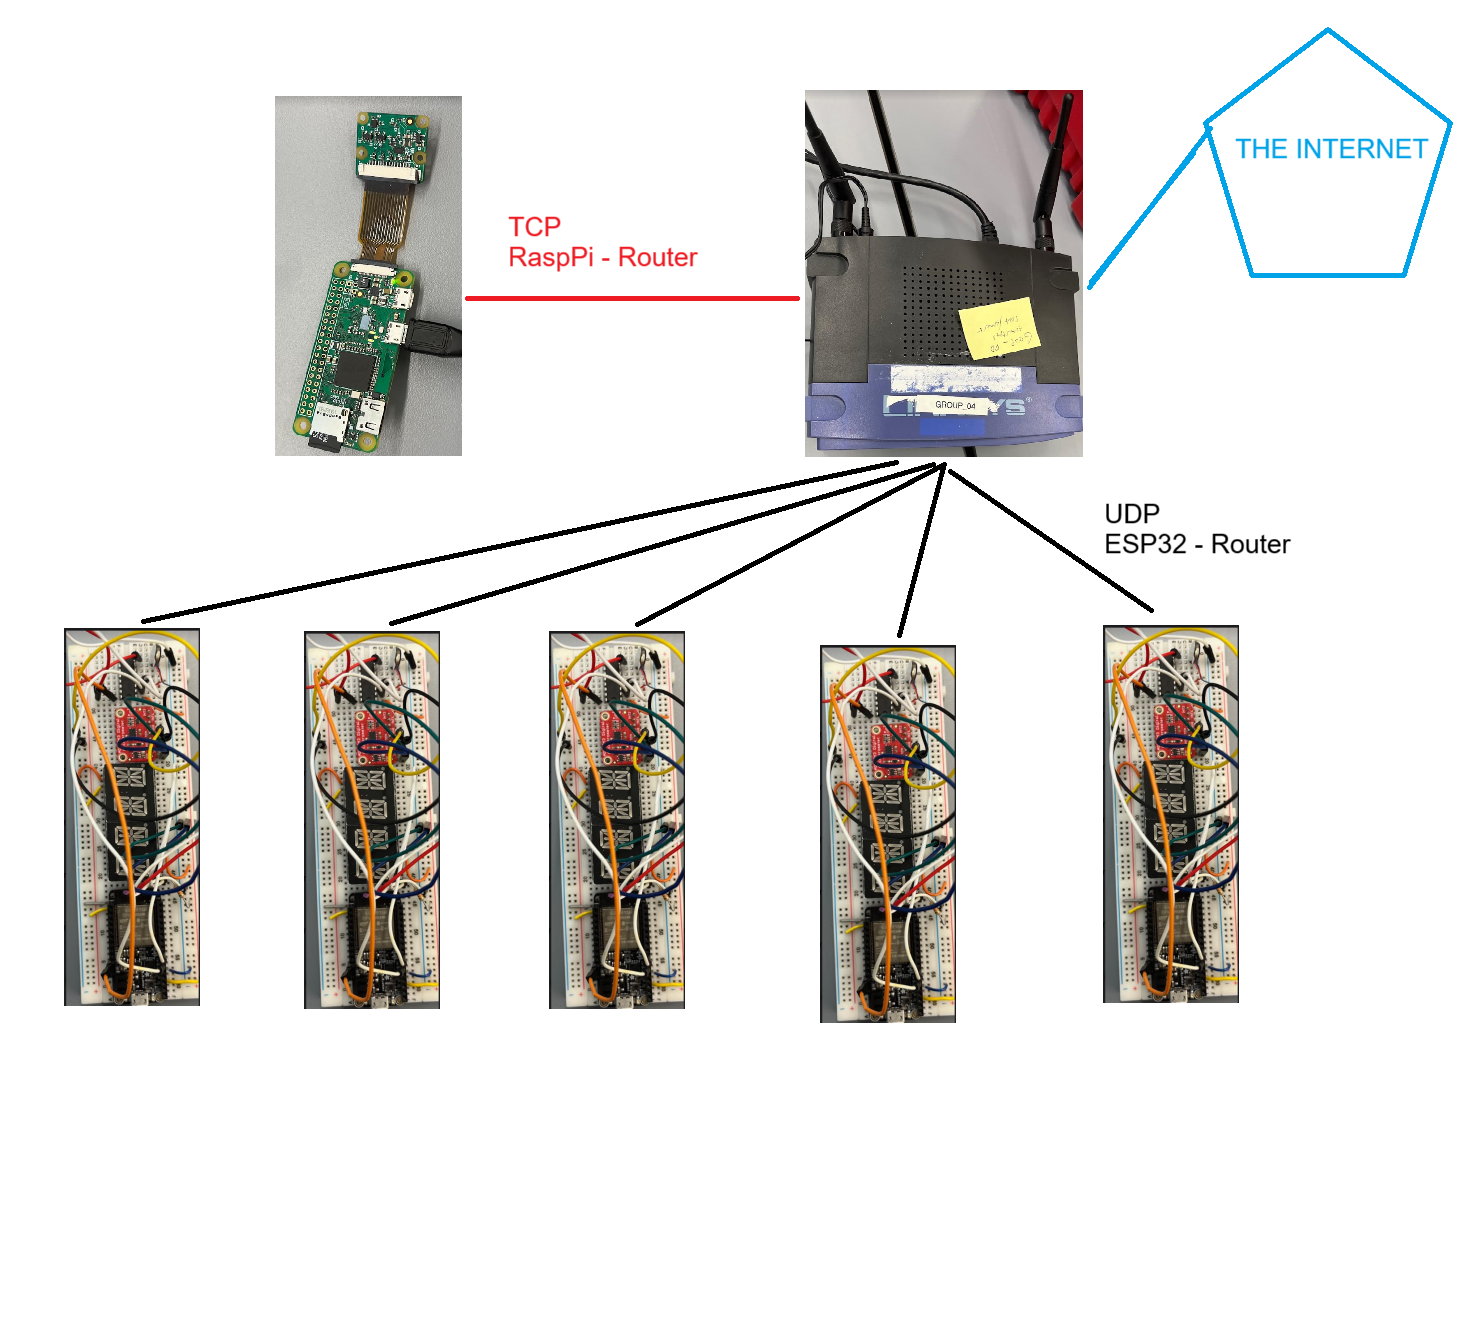 THE INTERNET
TCP
RaspPi - Router
GROUP_04
UDP
ESP32 - Router